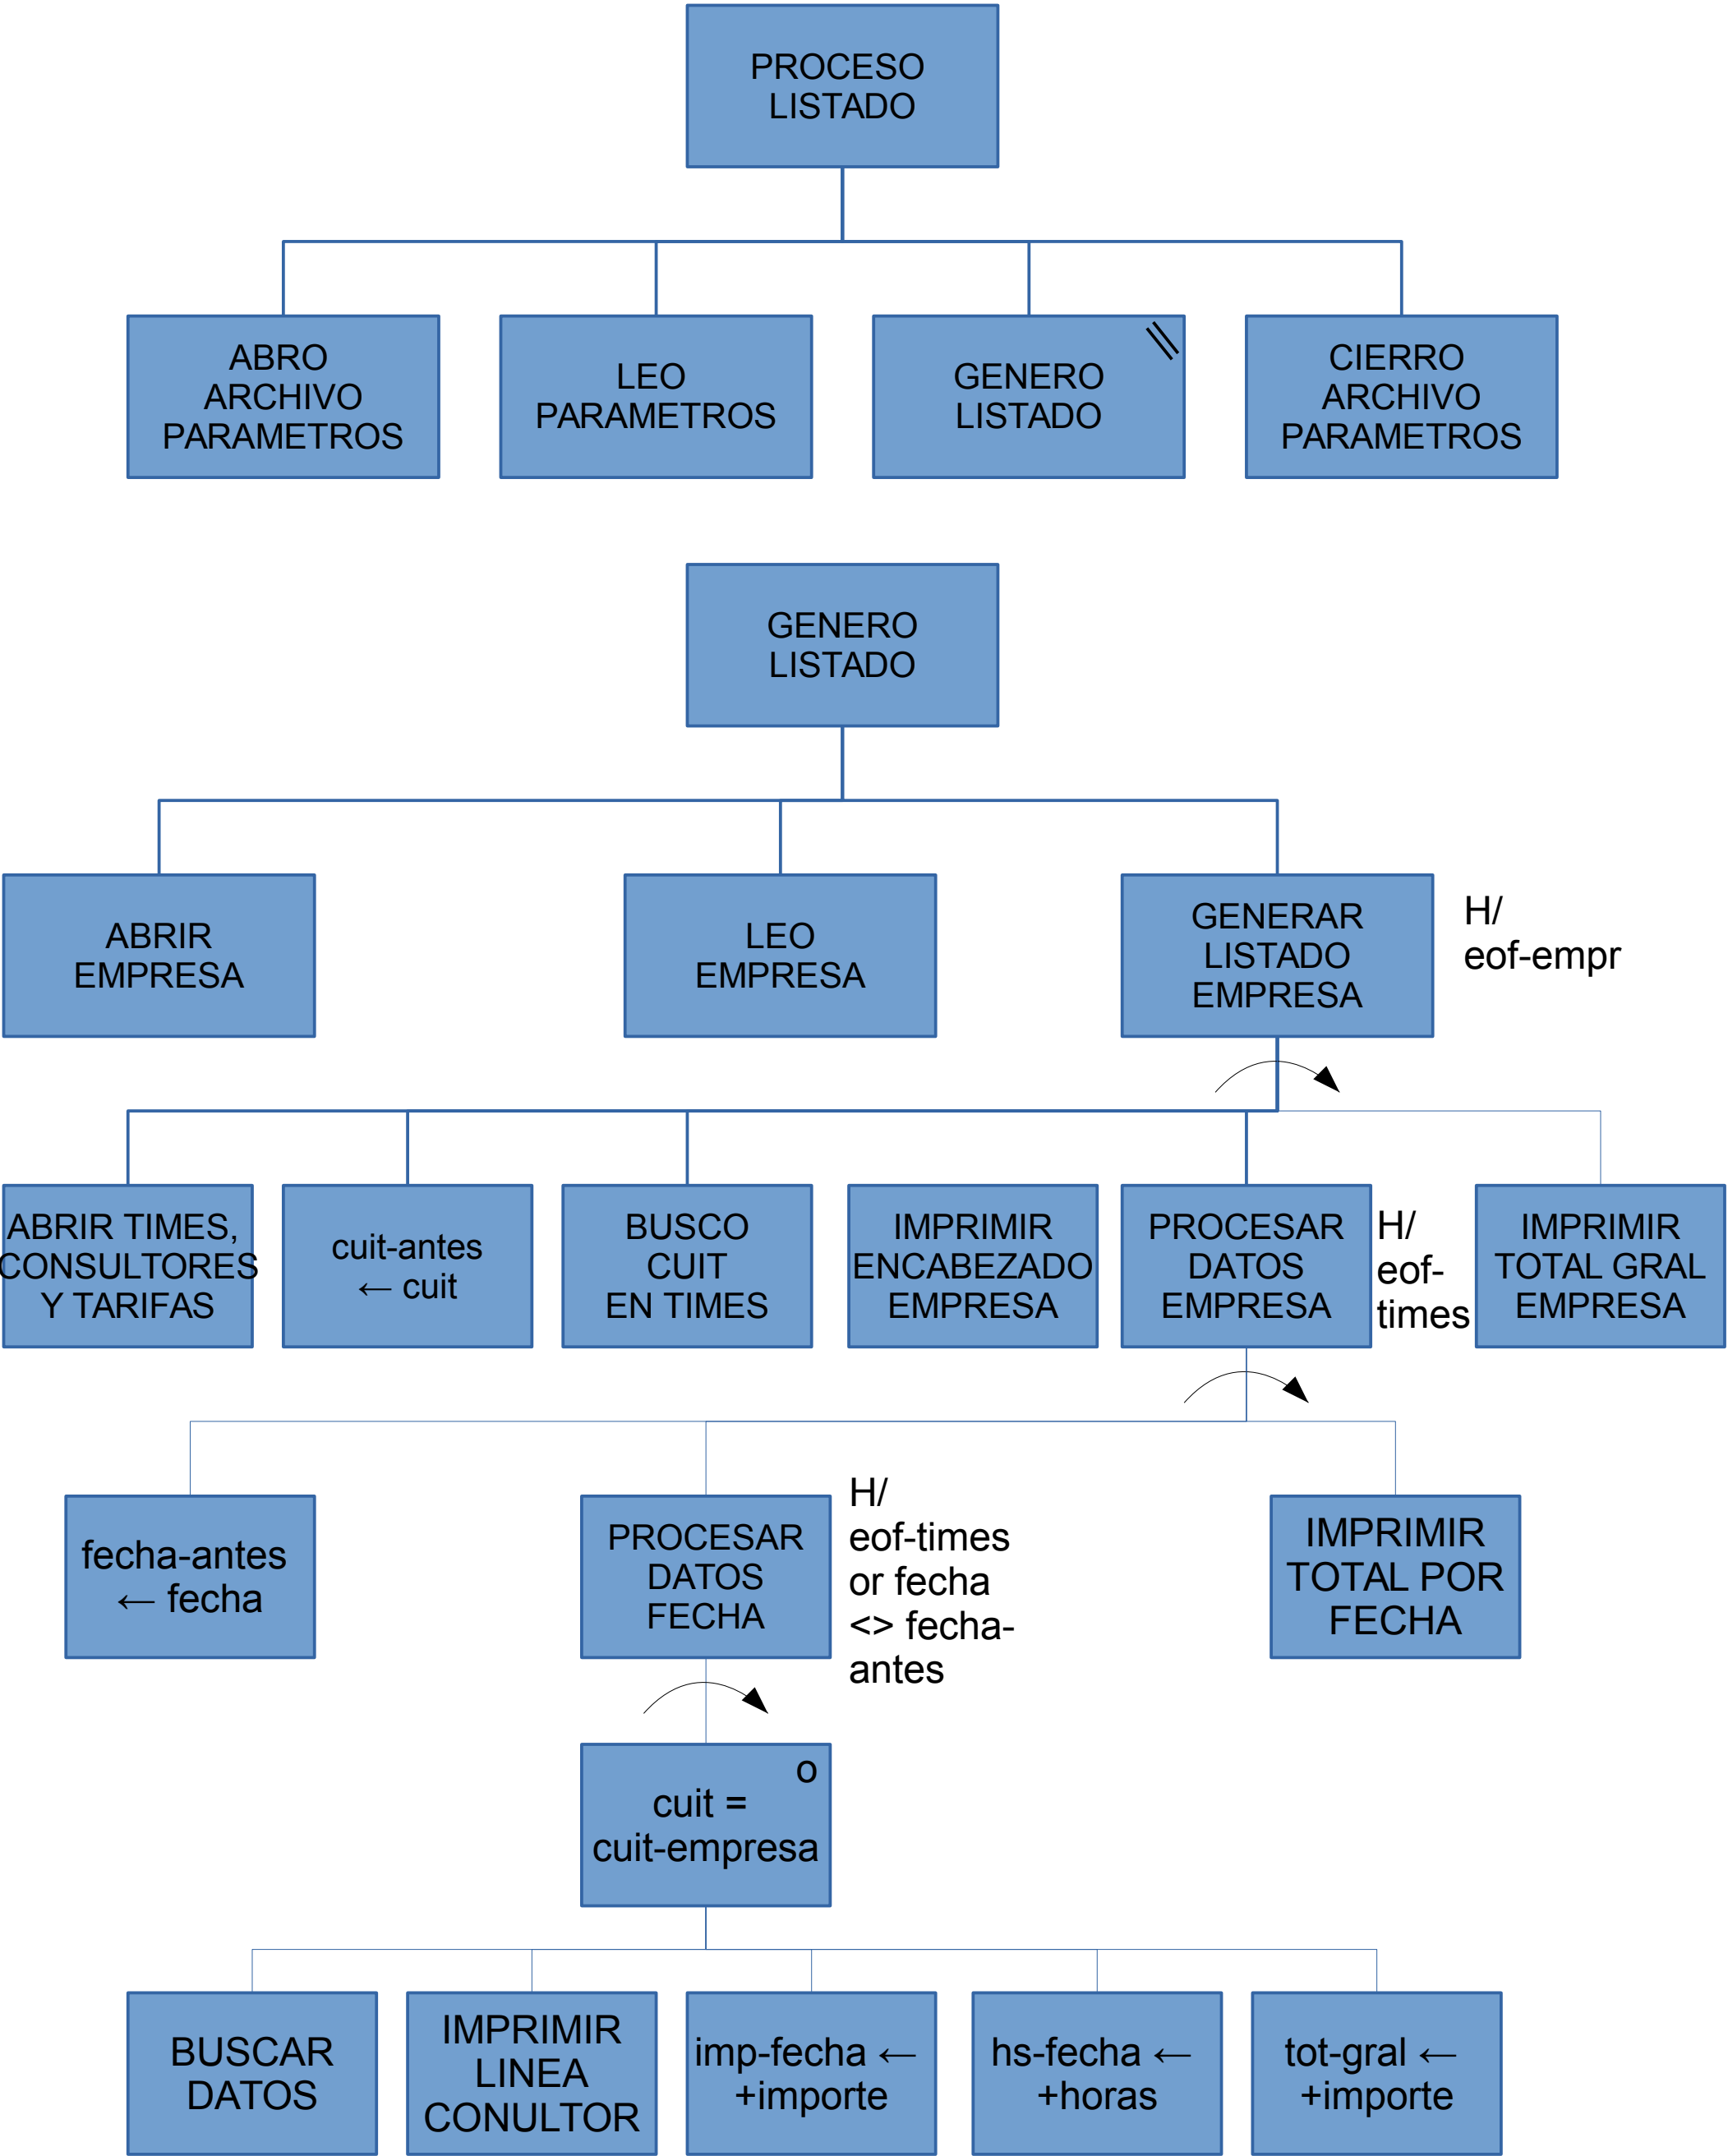 PROCESO
LISTADO
ABRO
ARCHIVO
PARAMETROS
LEO
PARAMETROS
GENERO
LISTADO
CIERRO
ARCHIVO
PARAMETROS
GENERO
LISTADO
ABRIR
EMPRESA
LEO
EMPRESA
GENERAR
LISTADO
EMPRESA
H/
eof-empr
ABRIR TIMES,
CONSULTORES
Y TARIFAS
cuit-antes
← cuit
BUSCO
CUIT
EN TIMES
IMPRIMIR
ENCABEZADO
EMPRESA
PROCESAR
DATOS
EMPRESA
H/
eof-
times
IMPRIMIR
TOTAL GRAL
EMPRESA
fecha-antes
← fecha
PROCESAR
DATOS
FECHA
H/
eof-times
or fecha
<> fecha-
antes
IMPRIMIR
TOTAL POR
FECHA
o
cuit =
cuit-empresa
BUSCAR
DATOS
IMPRIMIR
LINEA
CONULTOR
imp-fecha ←
+importe
hs-fecha ←
+horas
tot-gral ←
+importe